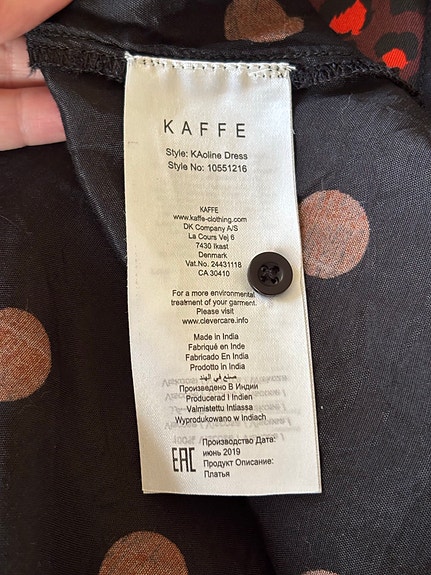 KAFFE
Style: KAoline Dress
Style No: 10551216
KAFFE
www.kaffe-clothing.com
DK Company A/S
La Cours Vej 6
7430 Ikast
Denmark
Vat.No. 24431118
CA 30410
For a more environmental
treatment of your garment.
Please visit
www.clevercare.info
Made in India
Fabriqué en Inde
Fabricado En India
Prodotto in India
صنع في الهند
Произведено В Индии
Producerad I Indien
Valmistettu Intiassa
Wyprodukowano w Indiach
EAC
Производство Дата:
июнь 2019
Продукт Описание:
Платья